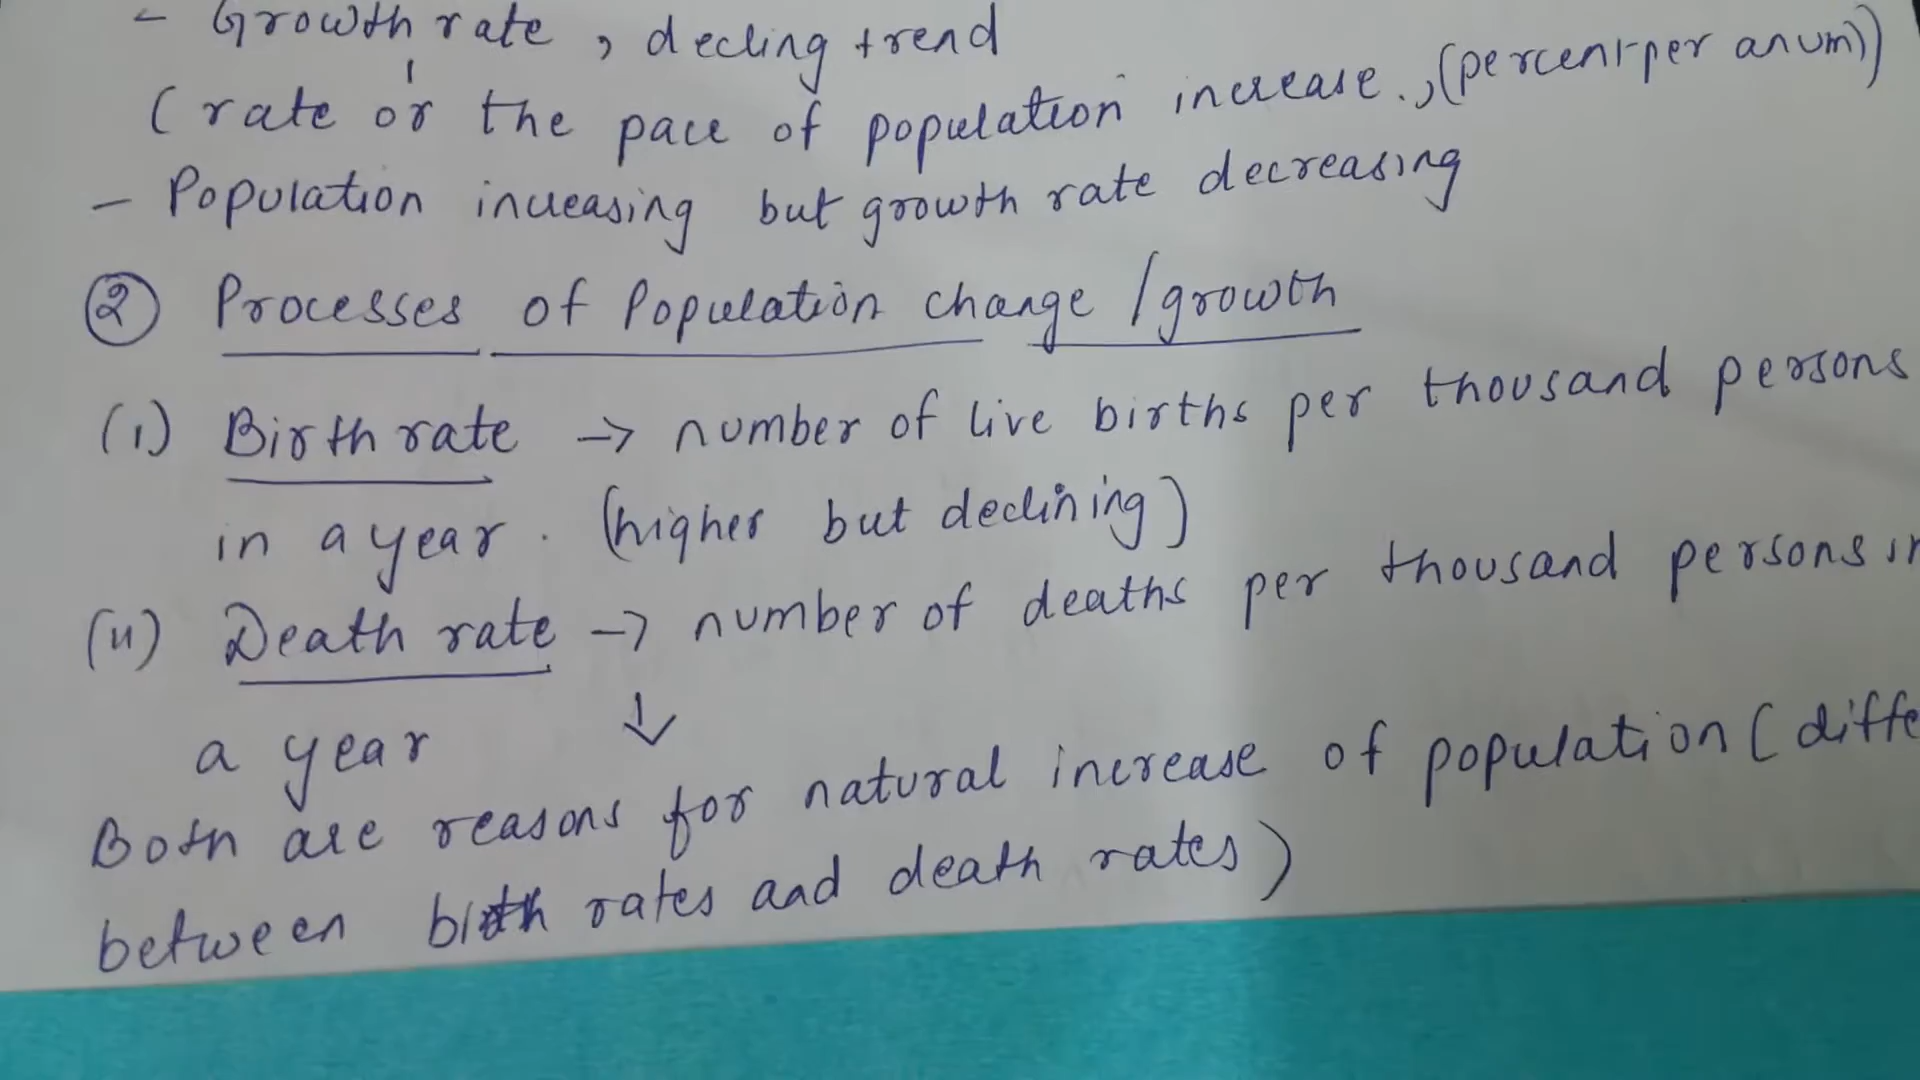 - Growth rate, decling trend
(rate or the pace of population increase., (percent per anum))
- Population increasing but growth rate decreasing
② Processes of Population change / growth
(i) Birth rate → number of live births per thousand persons
in a year. (higher but declining)
(ii) Death rate → number of deaths per thousand persons in
a year ↓
Both are reasons for natural increase of population (diffe
between birth rates and death rates)